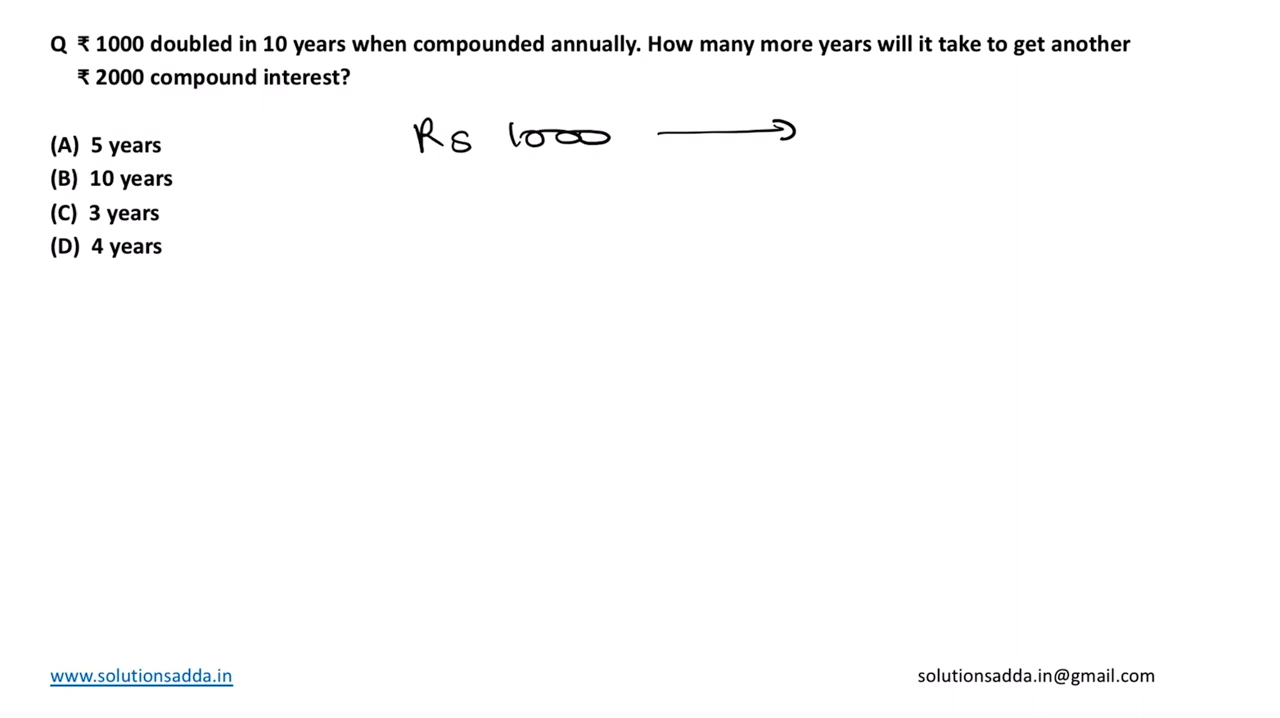 Q ₹ 1000 doubled in 10 years when compounded annually. How many more years will it take to get another
₹ 2000 compound interest?
Rs 1000 →
(A) 5 years
(B) 10 years
(C) 3 years
(D) 4 years
www.solutionsadda.in
solutionsadda.in@gmail.com